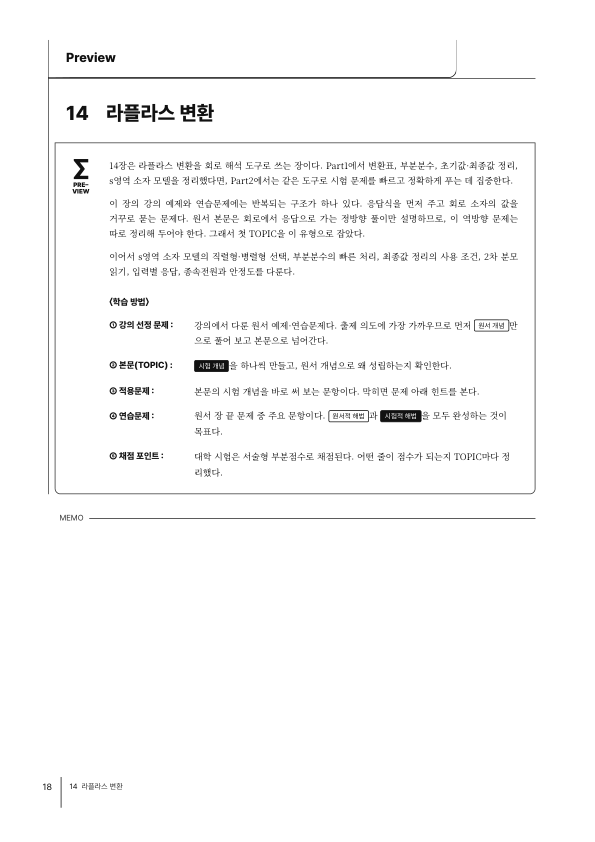 Preview
14 라플라스 변환
Σ
PRE-
VIEW
14장은 라플라스 변환을 회로 해석 도구로 쓰는 장이다. Part1에서 변환표, 부분분수, 초기값·최종값 정리,
s영역 소자 모델을 정리했다면, Part2에서는 같은 도구로 시험 문제를 빠르고 정확하게 푸는 데 집중한다.
이 장의 강의 예제와 연습문제에는 반복되는 구조가 하나 있다. 응답식을 먼저 주고 회로 소자의 값을
거꾸로 묻는 문제다. 원서 본문은 회로에서 응답으로 가는 정방향 풀이만 설명하므로, 이 역방향 문제는
따로 정리해 두어야 한다. 그래서 첫 TOPIC을 이 유형으로 잡았다.
이어서 s영역 소자 모델의 직렬형·병렬형 선택, 부분분수의 빠른 처리, 최종값 정리의 사용 조건, 2차 분모
읽기, 입력별 응답, 종속전원과 안정도를 다룬다.
〈학습 방법〉
① 강의 선정 문제 : 강의에서 다룬 원서 예제·연습문제다. 출제 의도에 가장 가까우므로 먼저 원서 개념만
으로 풀어 보고 본문으로 넘어간다.
② 본문(TOPIC) : 시험 개념을 하나씩 만들고, 원서 개념으로 왜 성립하는지 확인한다.
③ 적용문제 : 본문의 시험 개념을 바로 써 보는 문항이다. 막히면 문제 아래 힌트를 본다.
④ 연습문제 : 원서 장 끝 문제 중 주요 문항이다. 원서적 해법과 시험적 해법을 모두 완성하는 것이
목표다.
⑤ 채점 포인트 : 대학 시험은 서술형 부분점수로 채점된다. 어떤 줄이 점수가 되는지 TOPIC마다 정
리했다.
MEMO
18 14 라플라스 변환